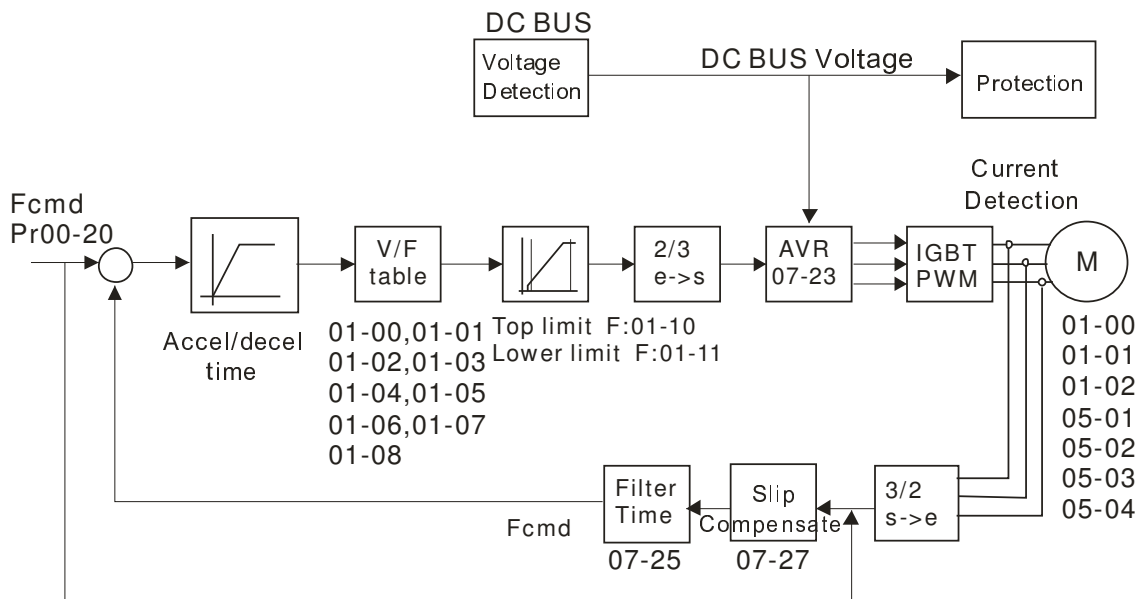 DC BUS
Voltage
Detection
DC BUS Voltage
Protection
Current
Detection
Fcmd
Pr00-20
V/F
table
2/3
e->s
AVR
07-23
IGBT
PWM
M
Accel/decel
time
01-00,01-01
01-02,01-03
01-04,01-05
01-06,01-07
01-08
Top limit F:01-10
Lower limit F:01-11
01-00
01-01
01-02
05-01
05-02
05-03
05-04
Fcmd
Filter
Time
07-25
Slip
Compensate
07-27
3/2
s->e